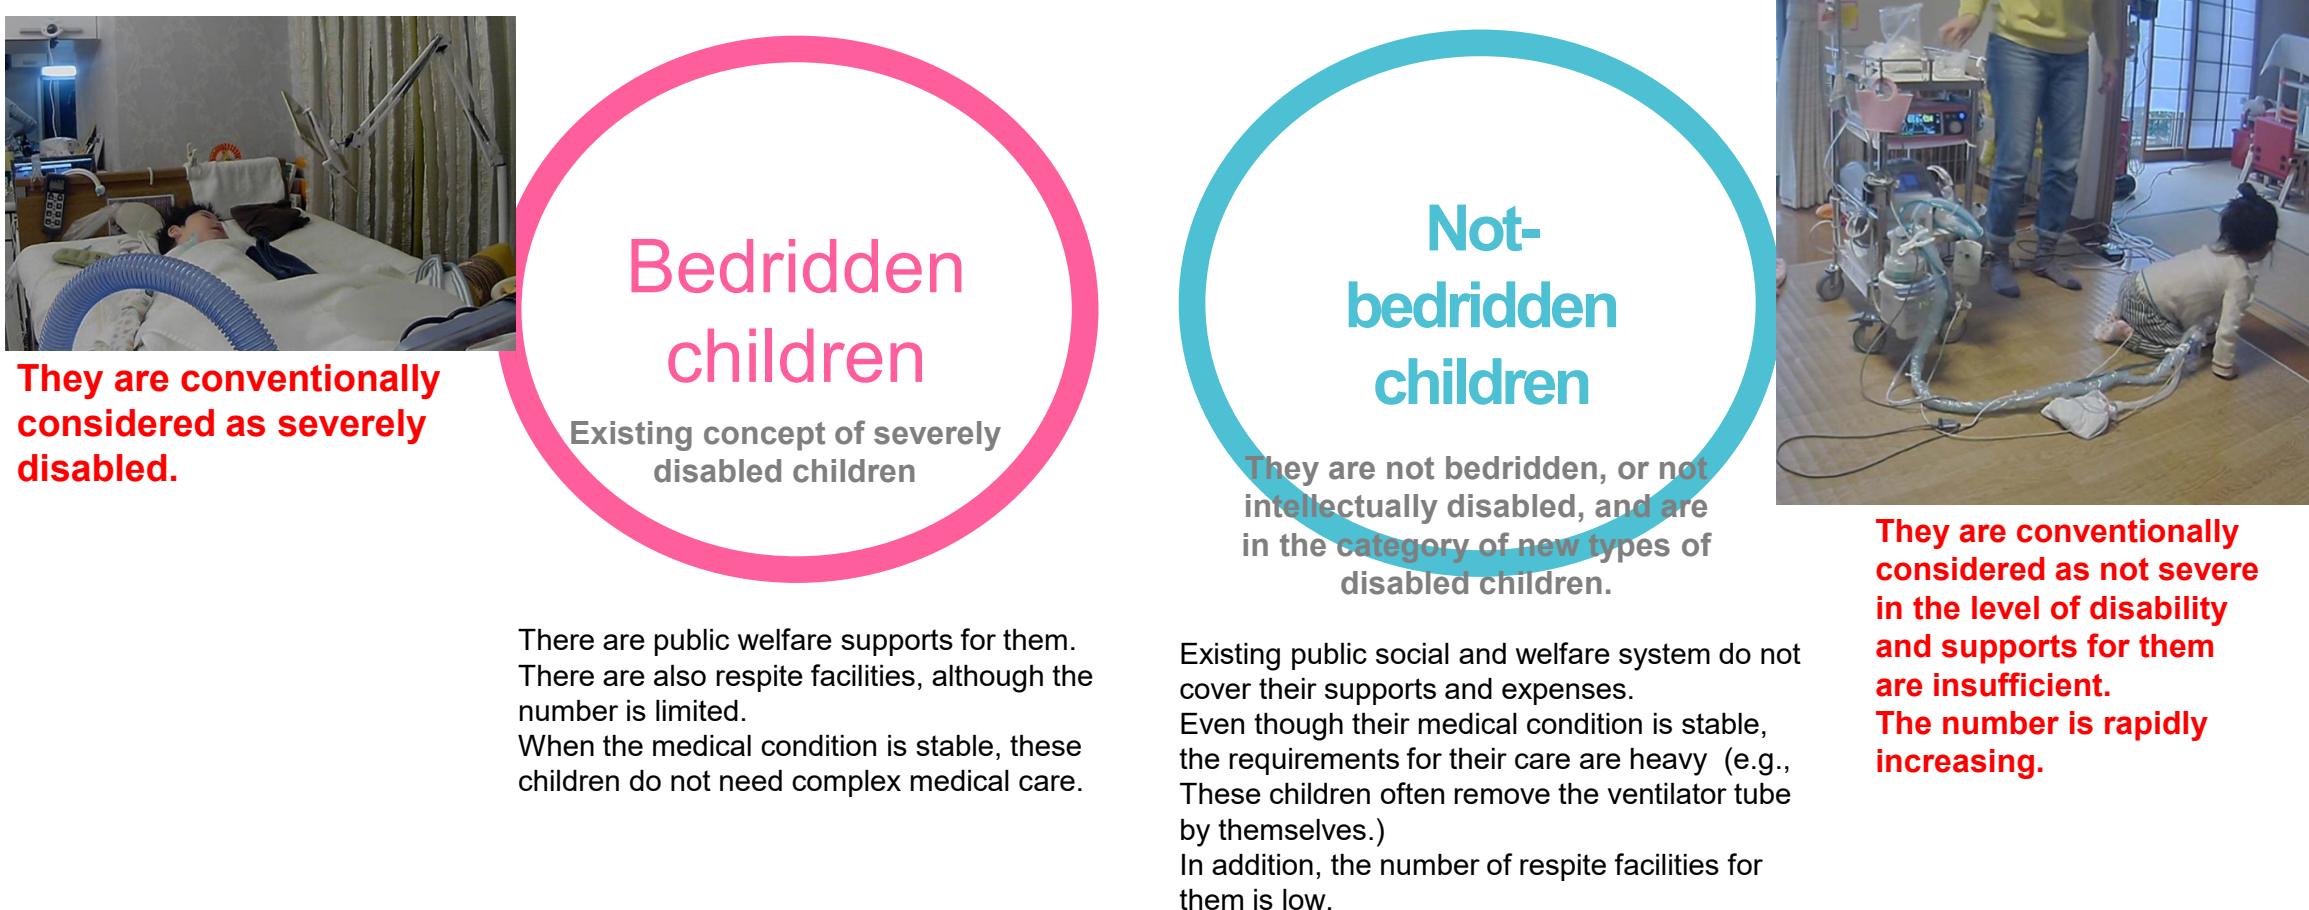 They are conventionally
considered as severely
disabled.
Bedridden
children
Existing concept of severely
disabled children
There are public welfare supports for them.
There are also respite facilities, although the
number is limited.
When the medical condition is stable, these
children do not need complex medical care.
Not-
bedridden
children
They are not bedridden, or not
intellectually disabled, and are
in the category of new types of
disabled children.
Existing public social and welfare system do not
cover their supports and expenses.
Even though their medical condition is stable,
the requirements for their care are heavy  (e.g.,
These children often remove the ventilator tube
by themselves.)
In addition, the number of respite facilities for
them is low.
They are conventionally
considered as not severe
in the level of disability
and supports for them
are insufficient.
The number is rapidly
increasing.